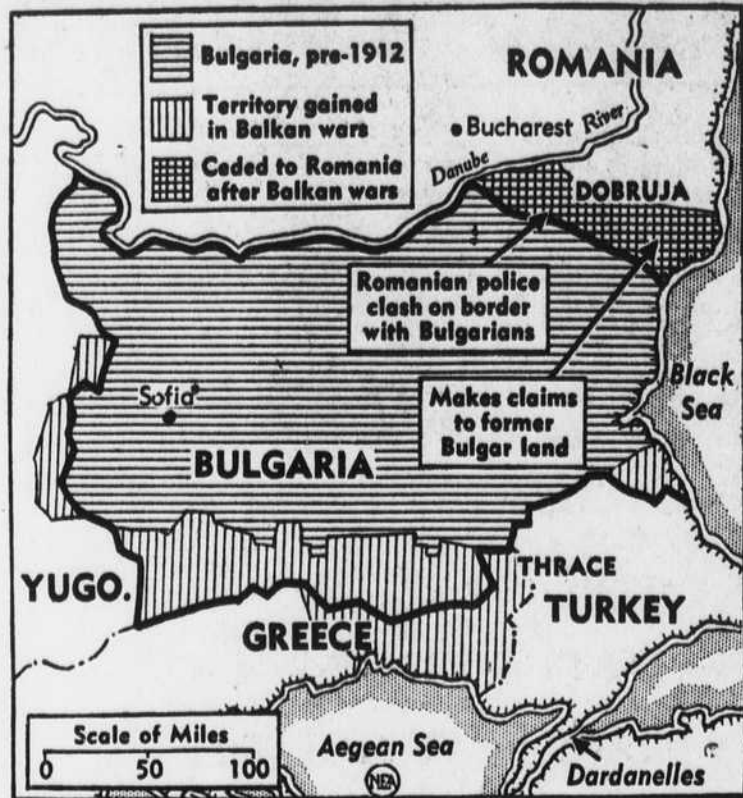 Bulgaria, pre-1912
Territory gained
in Balkan wars
Ceded to Romania
after Balkan wars
ROMANIA
Bucharest
Danube River
DOBRUJA
Romanian police
clash on border
with Bulgarians
Makes claims
to former
Bulgar land
Black
Sea
Sofia
BULGARIA
YUGO.
THRACE
TURKEY
GREECE
Scale of Miles
0 50 100
Aegean Sea
NEA
Dardanelles